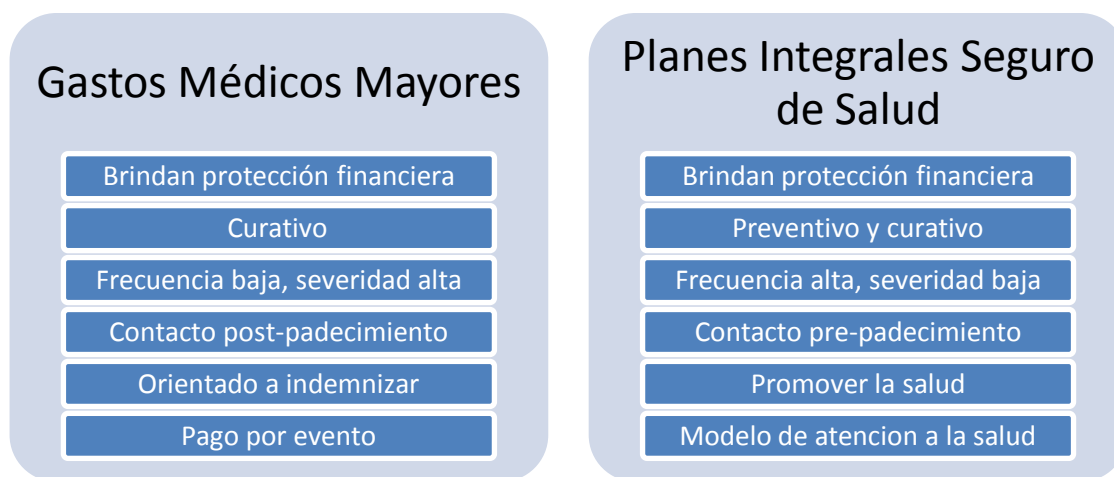 Gastos Médicos Mayores
Brindan protección financiera
Curativo
Frecuencia baja, severidad alta
Contacto post-padecimiento
Orientado a indemnizar
Pago por evento
Planes Integrales Seguro
de Salud
Brindan protección financiera
Preventivo y curativo
Frecuencia alta, severidad baja
Contacto pre-padecimiento
Promover la salud
Modelo de atencion a la salud